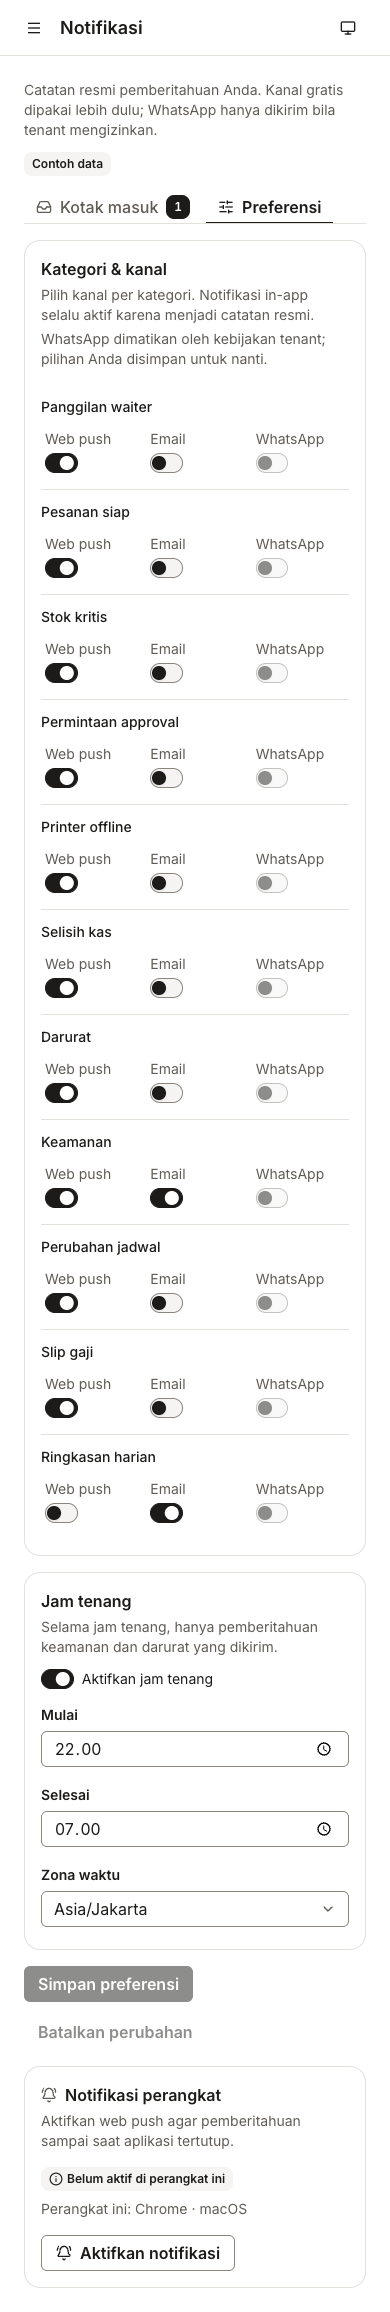 Notifikasi
Catatan resmi pemberitahuan Anda. Kanal gratis
dipakai lebih dulu; WhatsApp hanya dikirim bila
tenant mengizinkan.
Contoh data
Kotak masuk 1 Preferensi
Kategori & kanal
Pilih kanal per kategori. Notifikasi in-app
selalu aktif karena menjadi catatan resmi.
WhatsApp dimatikan oleh kebijakan tenant;
pilihan Anda disimpan untuk nanti.
Panggilan waiter
Web push Email WhatsApp
Pesanan siap
Web push Email WhatsApp
Stok kritis
Web push Email WhatsApp
Permintaan approval
Web push Email WhatsApp
Printer offline
Web push Email WhatsApp
Selisih kas
Web push Email WhatsApp
Darurat
Web push Email WhatsApp
Keamanan
Web push Email WhatsApp
Perubahan jadwal
Web push Email WhatsApp
Slip gaji
Web push Email WhatsApp
Ringkasan harian
Web push Email WhatsApp
Jam tenang
Selama jam tenang, hanya pemberitahuan
keamanan dan darurat yang dikirim.
Aktifkan jam tenang
Mulai
22.00
Selesai
07.00
Zona waktu
Asia/Jakarta
Simpan preferensi
Batalkan perubahan
Notifikasi perangkat
Aktifkan web push agar pemberitahuan
sampai saat aplikasi tertutup.
Belum aktif di perangkat ini
Perangkat ini: Chrome · macOS
Aktifkan notifikasi